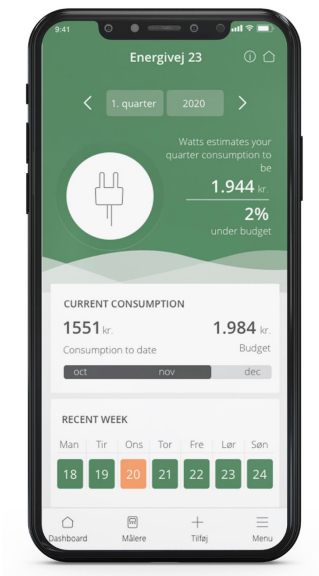 9:41
Energivej 23
1. quarter
2020
Watts estimates your
quarter consumption to
be
1.944 kr.
2%
under budget
CURRENT CONSUMPTION
1551 kr.
1.984 kr.
Consumption to date
Budget
oct nov dec
RECENT WEEK
Man Tir Ons Tor Fre Lør Søn
18 19 20 21 22 23 24
Dashboard Målere Tilføj Menu